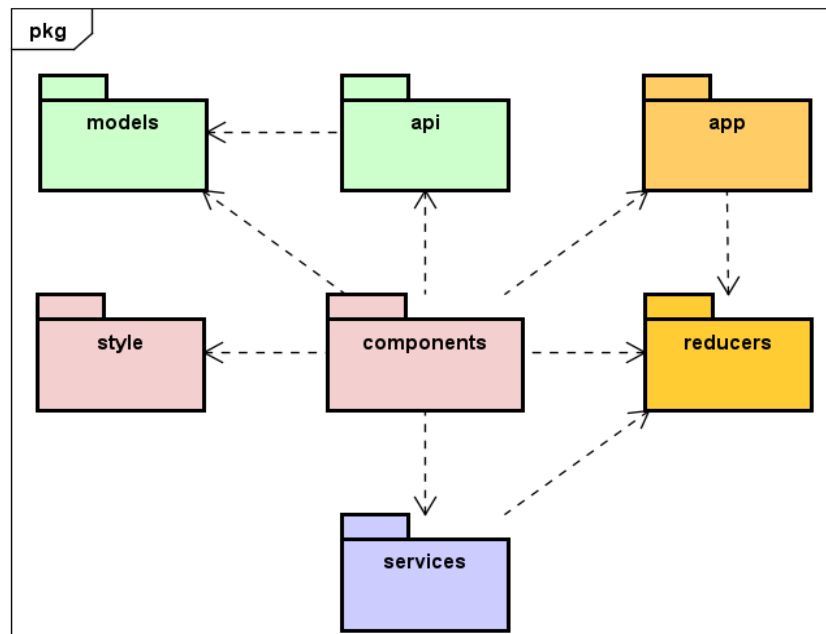 pkg
models
api
app
style
components
reducers
services